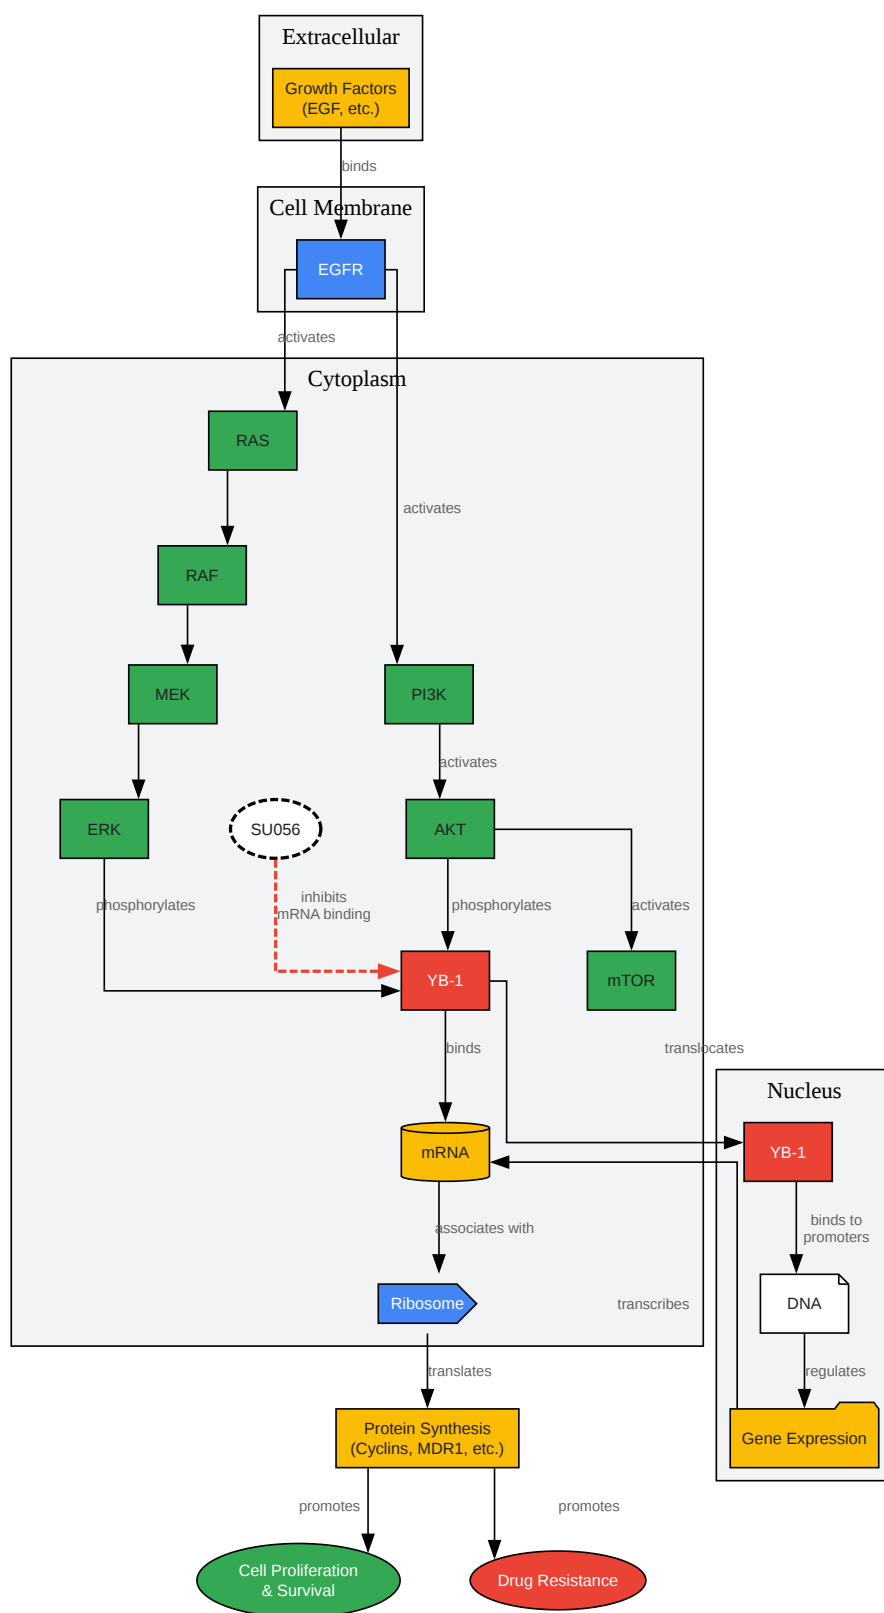 Extracellular
Growth Factors
(EGF, etc.)
binds
Cell Membrane
EGFR
activates
Cytoplasm
RAS
activates
RAF
MEK
PI3K
activates
ERK
SU056
AKT
phosphorylates
inhibits
mRNA binding
phosphorylates
activates
YB-1
mTOR
binds
translocates
Nucleus
mRNA
YB-1
binds to
promoters
associates with
Ribosome
transcribes
DNA
translates
regulates
Protein Synthesis
(Cyclins, MDR1, etc.)
Gene Expression
promotes
promotes
Cell Proliferation
& Survival
Drug Resistance